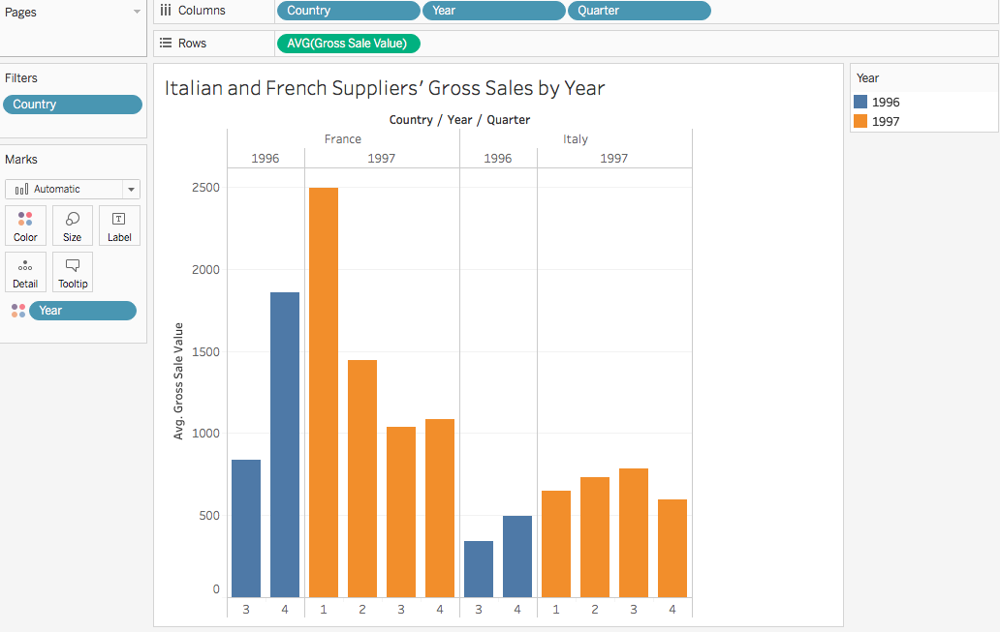 Pages
Columns
Country
Year
Quarter
Rows
AVG(Gross Sale Value)
Filters
Country
Marks
Automatic
Color
Size
Label
Detail
Tooltip
Year
Italian and French Suppliers’ Gross Sales by Year
Country / Year / Quarter
France
Italy
1996
1997
1996
1997
Avg. Gross Sale Value
2500
2000
1500
1000
500
0
3 4 1 2 3 4 3 4 1 2 3 4
Year
1996
1997